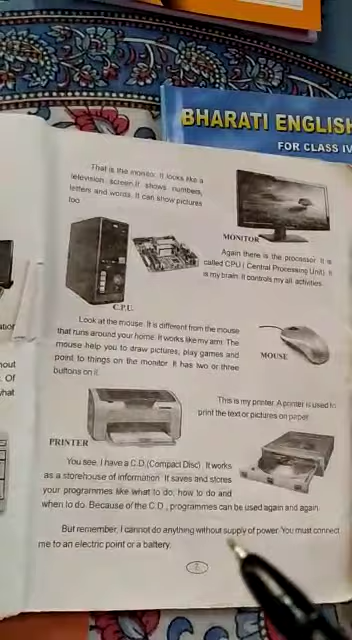 BHARATI ENGLISH
FOR CLASS IV
That is the monitor. It looks like a
television screen.It shows numbers,
letters and words. It can show pictures
too.
MONITOR
Again there is the processor. It is
called CPU ( Central Processing Unit). It
is my brain. It controls my all activities.
C.P.U.
Look at the mouse. It is different from the mouse
that runs around your home. It works like my arm. The
mouse help you to draw pictures, play games and
point to things on the monitor. It has two or three
buttons on it.
MOUSE
This is my printer. A printer is used to
print the text or pictures on paper.
PRINTER
You see, I have a C.D.(Compact Disc). It works
as a storehouse of information. It saves and stores
your programmes like what to do, how to do and
when to do. Because of the C.D., programmes can be used again and again.
But remember, I cannot do anything without supply of power. You must connect
me to an electric point or a battery.